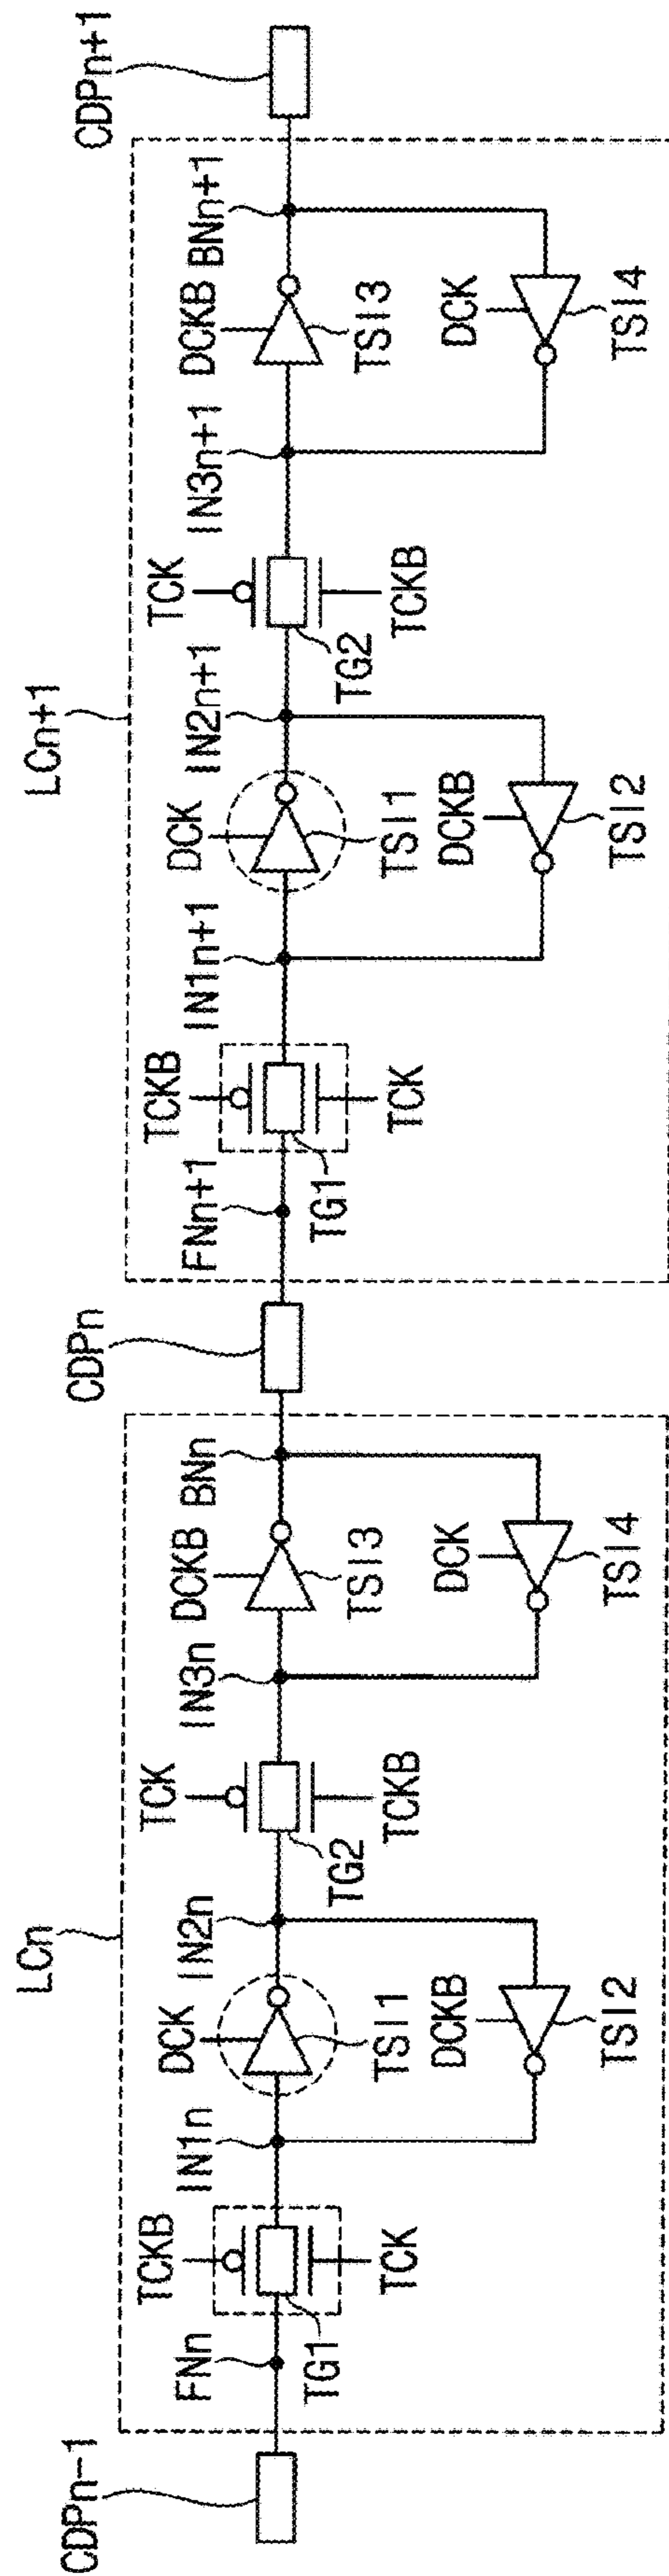 LCn
LCn+1
CDPn-1
FNn
TCKB
TG1
TCK
IN1n
DCK
TSI1
DCKB
TSI2
IN2n
TCK
TG2
TCKB
IN3n
DCKB
TSI3
DCK
TSI4
BNn
CDPn
FNn+1
TCKB
TG1
TCK
IN1n+1
DCK
TSI1
DCKB
TSI2
IN2n+1
TCK
TG2
TCKB
IN3n+1
DCKB
TSI3
DCK
TSI4
BNn+1
CDPn+1